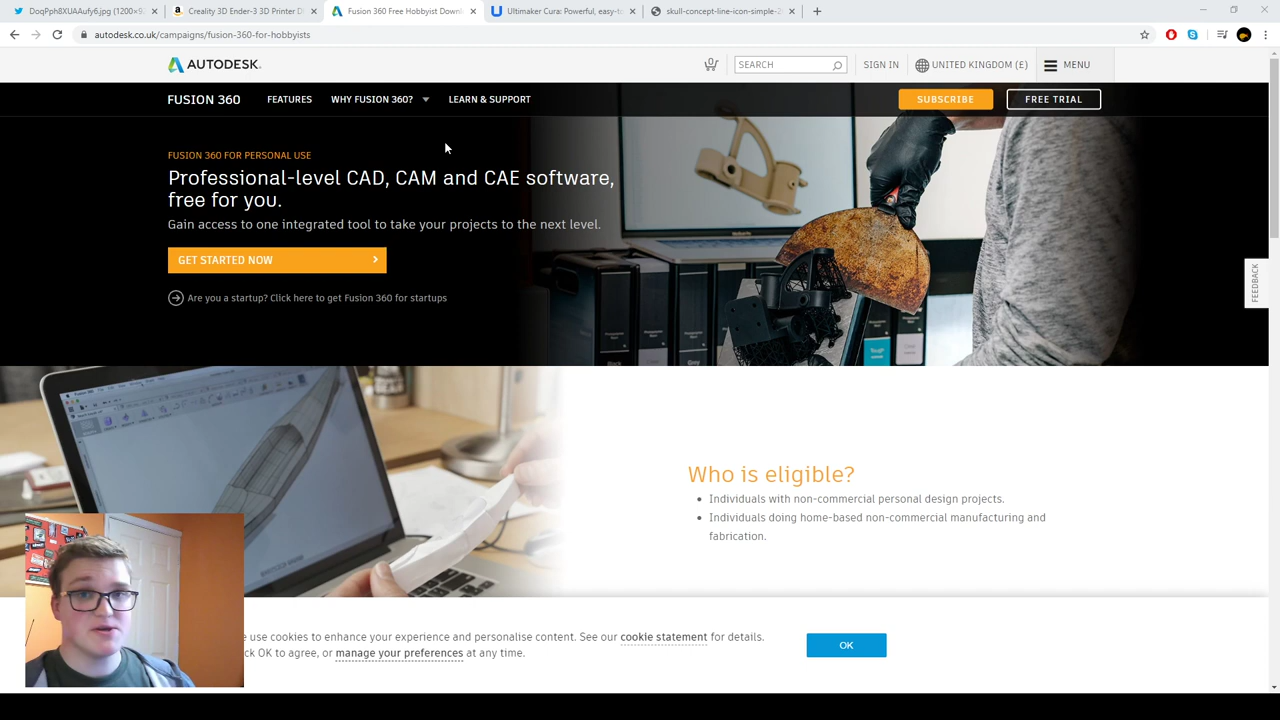 DoqPph8XUAAufy6.jpg (1200×9
Creality 3D Ender-3 3D Printer D
Fusion 360 Free Hobbyist Downl
Ultimaker Cura: Powerful, easy-to
skull-concept-line-icon-simple-2
autodesk.co.uk/campaigns/fusion-360-for-hobbyists
AUTODESK.
0
SEARCH
SIGN IN
UNITED KINGDOM (£)
MENU
FUSION 360
FEATURES
WHY FUSION 360?
LEARN & SUPPORT
SUBSCRIBE
FREE TRIAL
FUSION 360 FOR PERSONAL USE
Professional-level CAD, CAM and CAE software,
free for you.
Gain access to one integrated tool to take your projects to the next level.
GET STARTED NOW
Are you a startup? Click here to get Fusion 360 for startups
FEEDBACK
Who is eligible?
Individuals with non-commercial personal design projects.
Individuals doing home-based non-commercial manufacturing and
fabrication.
use cookies to enhance your experience and personalise content. See our cookie statement for details.
OK, or manage your preferences at any time.
OK